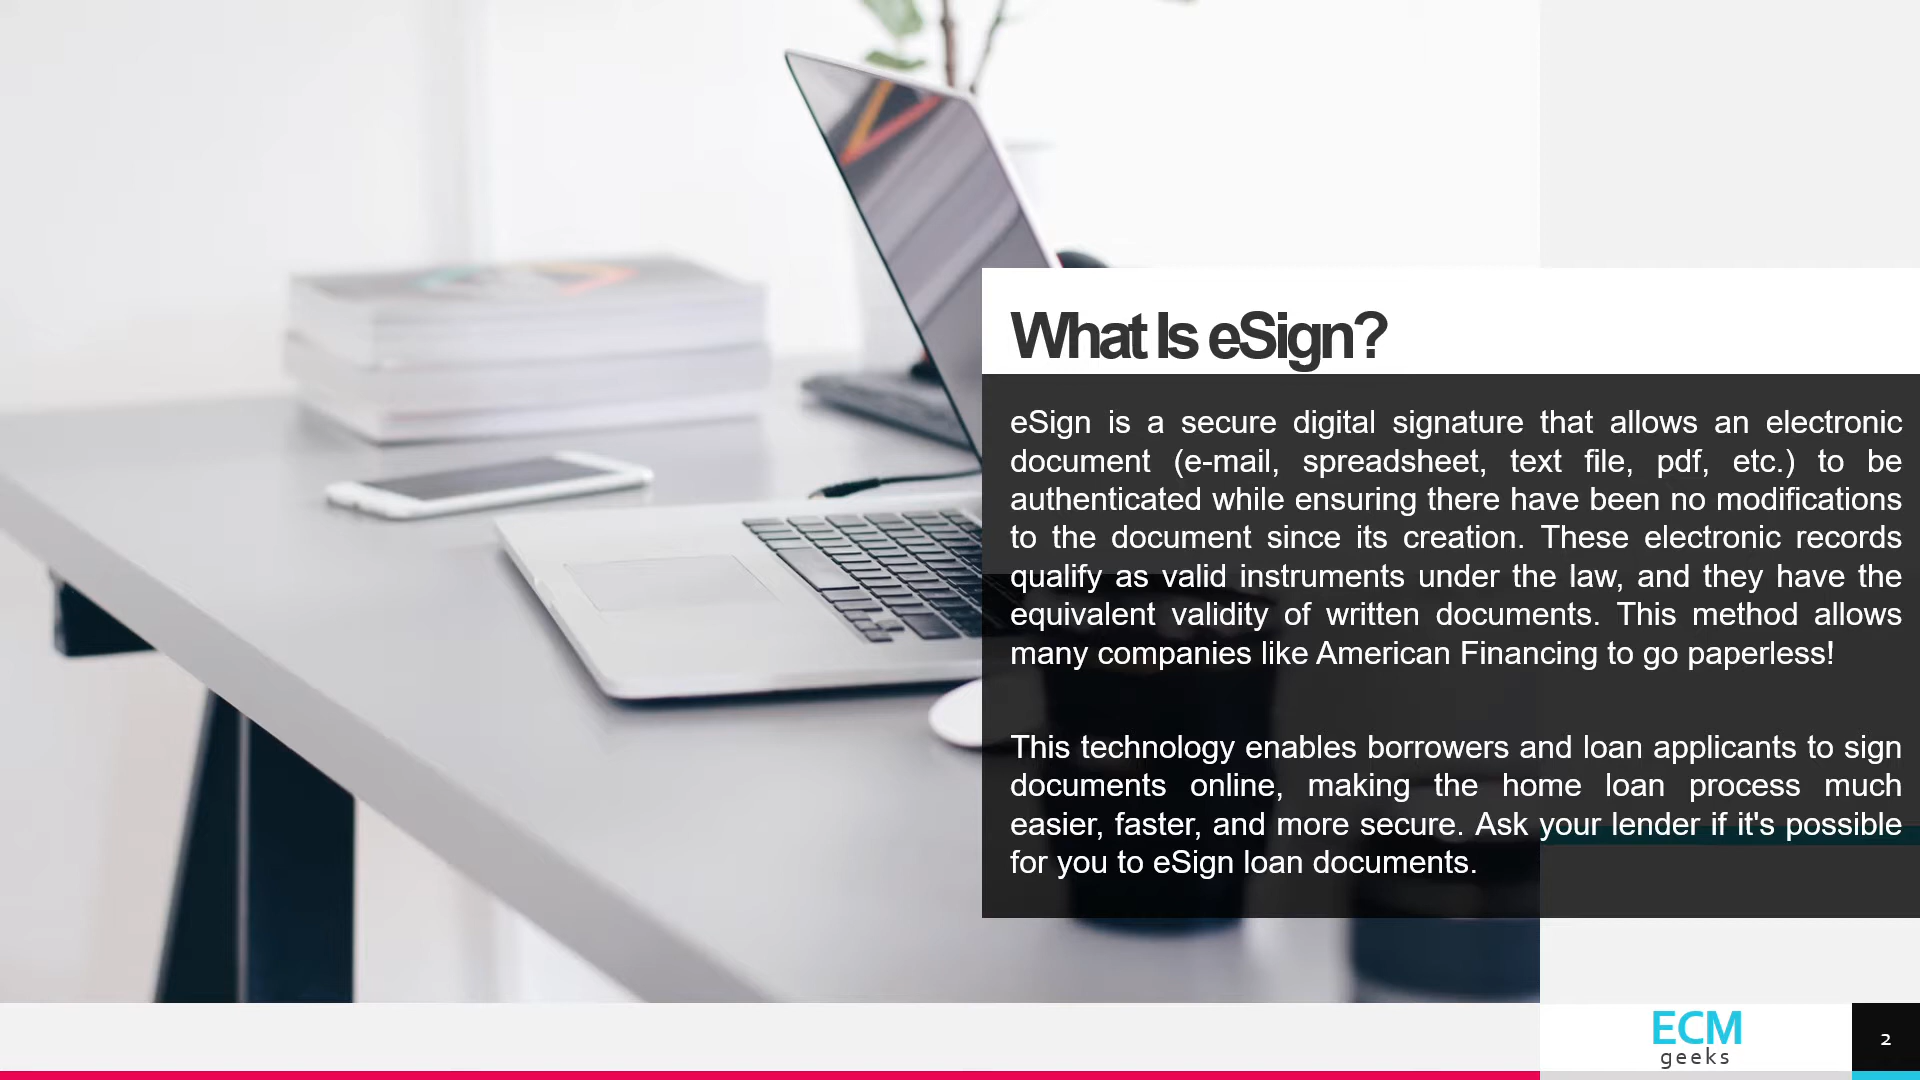 What Is eSign?
eSign is a secure digital signature that allows an electronic
document (e-mail, spreadsheet, text file, pdf, etc.) to be
authenticated while ensuring there have been no modifications
to the document since its creation. These electronic records
qualify as valid instruments under the law, and they have the
equivalent validity of written documents. This method allows
many companies like American Financing to go paperless!
This technology enables borrowers and loan applicants to sign
documents online, making the home loan process much
easier, faster, and more secure. Ask your lender if it's possible
for you to eSign loan documents.
ECM
geeks
2